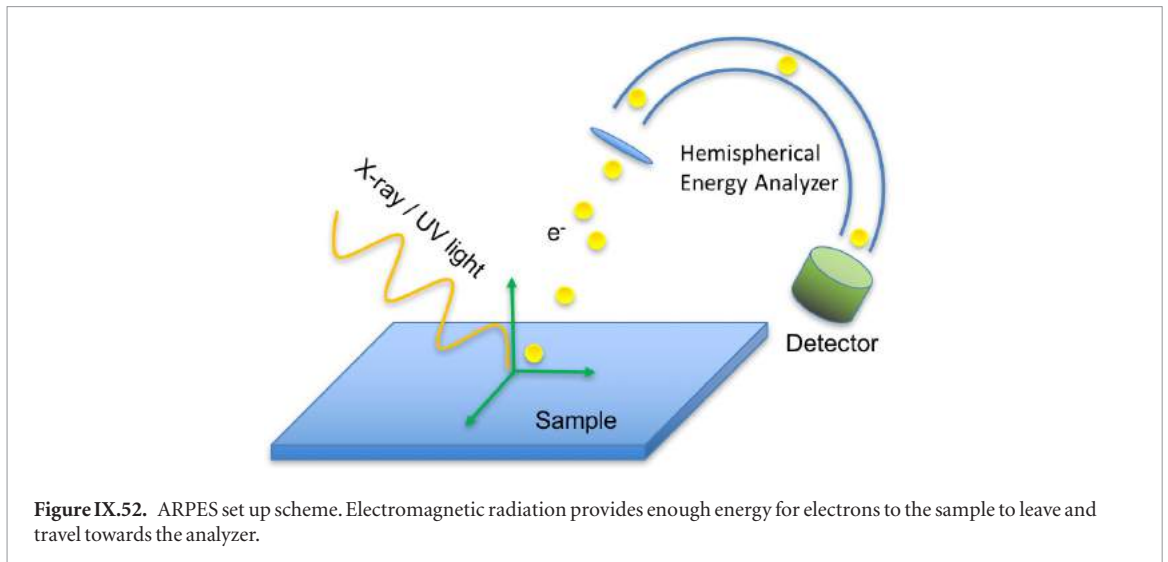 X-ray / UV light
e-
Hemispherical
Energy Analyzer
Detector
Sample
Figure IX.52. ARPES set up scheme. Electromagnetic radiation provides enough energy for electrons to the sample to leave and
travel towards the analyzer.